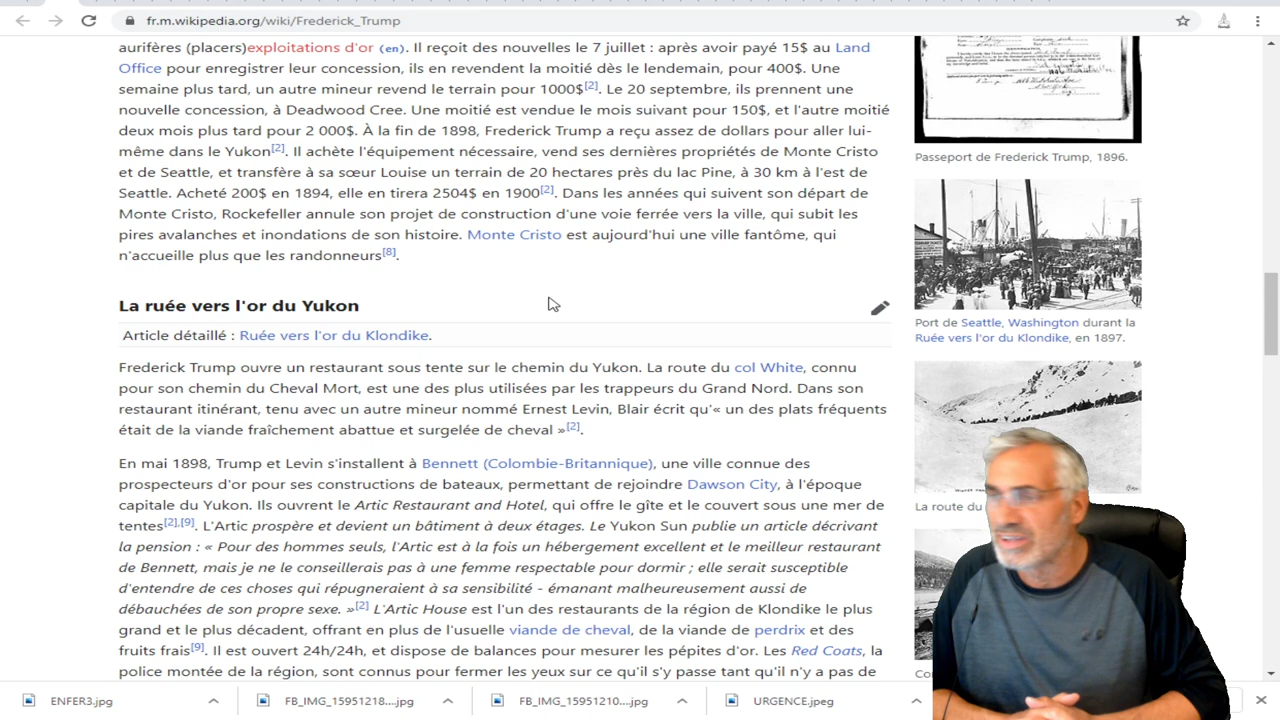 fr.m.wikipedia.org/wiki/Frederick_Trump
aurifères (placers)exploitations d'or (en). Il reçoit des nouvelles le 7 juillet : après avoir payé 15$ au Land
Office pour enregistrer leur filon, ils en vendent la moitié dès le lendemain, pour 400$. Une
semaine plus tard, un autre mineur revend le terrain pour 1000$[2]. Le 20 septembre, ils prennent une
nouvelle concession, à Deadwood Cree. Une moitié est vendue le mois suivant pour 150$, et l'autre moitié
deux mois plus tard pour 2 000$. À la fin de 1898, Frederick Trump a reçu assez de dollars pour aller lui-
même dans le Yukon[2]. Il achète l'équipement nécessaire, vend ses dernières propriétés de Monte Cristo
et de Seattle, et transfère à sa sœur Louise un terrain de 20 hectares près du lac Pine, à 30 km à l'est de
Seattle. Acheté 200$ en 1894, elle en tirera 2504$ en 1900[2]. Dans les années qui suivent son départ de
Monte Cristo, Rockefeller annule son projet de construction d'une voie ferrée vers la ville, qui subit les
pires avalanches et inondations de son histoire. Monte Cristo est aujourd'hui une ville fantôme, qui
n'accueille plus que les randonneurs[8].
La ruée vers l'or du Yukon
Article détaillé : Ruée vers l'or du Klondike.
Frederick Trump ouvre un restaurant sous tente sur le chemin du Yukon. La route du col White, connu
pour son chemin du Cheval Mort, est une des plus utilisées par les trappeurs du Grand Nord. Dans son
restaurant itinérant, tenu avec un autre mineur nommé Ernest Levin, Blair écrit qu'« un des plats fréquents
était de la viande fraîchement abattue et surgelée de cheval »[2].
En mai 1898, Trump et Levin s'installent à Bennett (Colombie-Britannique), une ville connue des
prospecteurs d'or pour ses constructions de bateaux, permettant de rejoindre Dawson City, à l'époque
capitale du Yukon. Ils ouvrent le Artic Restaurant and Hotel, qui offre le gîte et le couvert sous une mer de
tentes[2],[9]. L'Artic prospère et devient un bâtiment à deux étages. Le Yukon Sun publie un article décrivant
la pension : « Pour des hommes seuls, l'Artic est à la fois un hébergement excellent et le meilleur restaurant
de Bennett, mais je ne le conseillerais pas à une femme respectable pour dormir ; elle serait susceptible
d'entendre de ces choses qui répugneraient à sa sensibilité - émanant malheureusement aussi de
débauchées de son propre sexe. »[2] L'Artic House est l'un des restaurants de la région de Klondike le plus
grand et le plus décadent, offrant en plus de l'usuelle viande de cheval, de la viande de perdrix et des
fruits frais[9]. Il est ouvert 24h/24h, et dispose de balances pour mesurer les pépites d'or. Les Red Coats, la
police montée de la région, sont connus pour fermer les yeux sur ce qu'il s'y passe tant qu'il n'y a pas de
Passeport de Frederick Trump, 1896.
Port de Seattle, Washington durant la
Ruée vers l'or du Klondike, en 1897.
La route du
ENFER3.jpg
FB_IMG_15951218....jpg
FB_IMG_15951210....jpg
URGENCE.jpeg